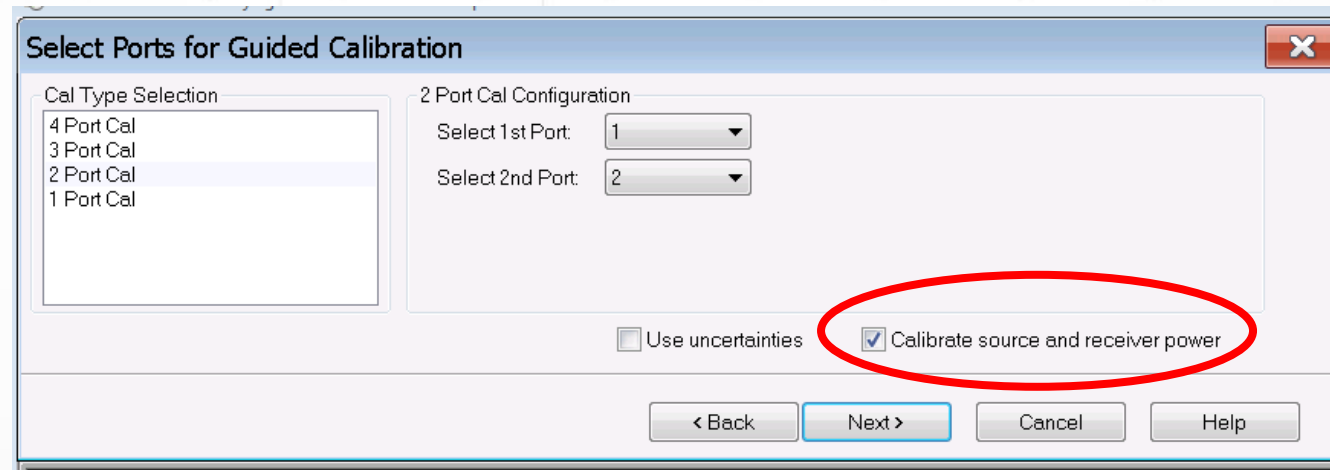 Select Ports for Guided Calibration
Cal Type Selection
4 Port Cal
3 Port Cal
2 Port Cal
1 Port Cal
2 Port Cal Configuration
Select 1st Port: 1
Select 2nd Port: 2
Use uncertainties
Calibrate source and receiver power
< Back
Next >
Cancel
Help